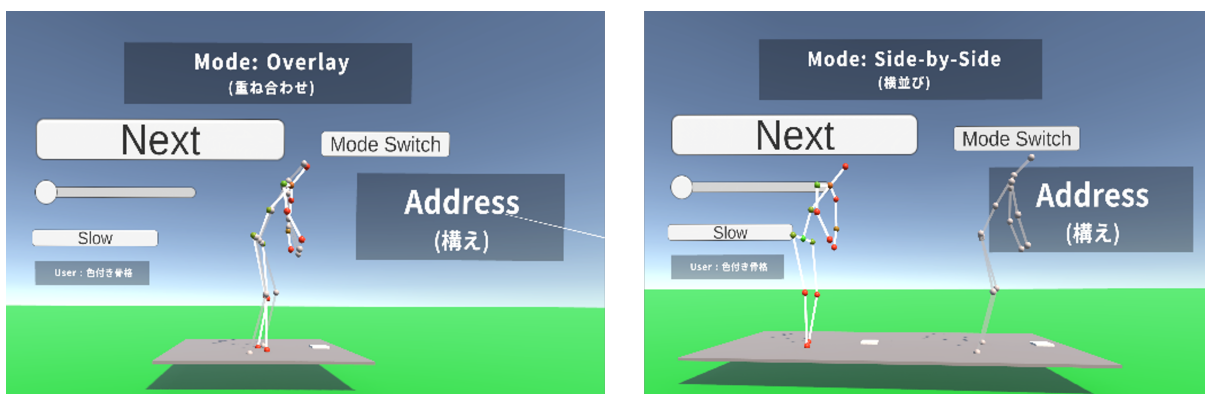 Mode: Overlay
(重ね合わせ)
Next
Mode Switch
Address
(構え)
Slow
User : 色付き骨格
Mode: Side-by-Side
(横並び)
Next
Mode Switch
Address
(構え)
Slow
User : 色付き骨格